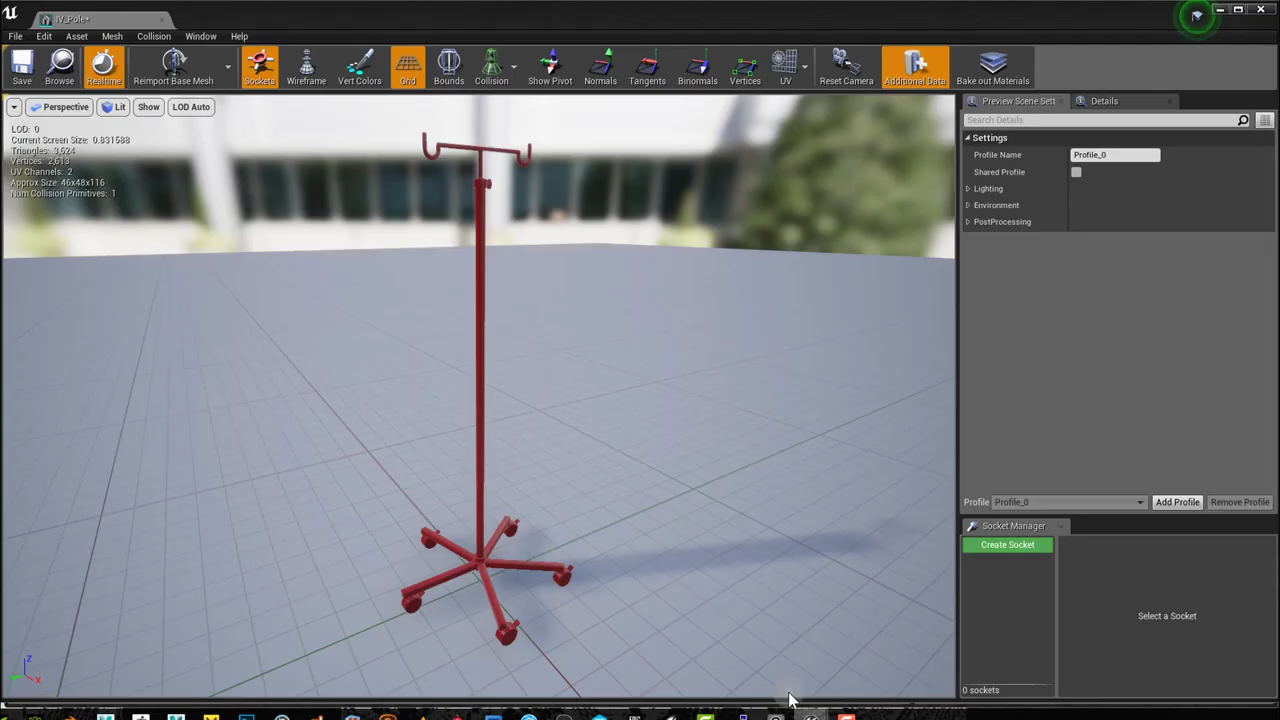 IV_Pole*
File Edit Asset Mesh Collision Window Help
Save Browse Realtime Reimport Base Mesh Sockets Wireframe Vert Colors Grid Bounds Collision Show Pivot Normals Tangents Binormals Vertices UV Reset Camera Additional Data Bake out Materials
Perspective Lit Show LOD Auto
LOD: 0
Current Screen Size: 0.831588
Triangles: 3,624
Vertices: 2,613
UV Channels: 2
Approx Size: 46x48x116
Num Collision Primitives: 1
Z
X
Preview Scene Sett Details
Search Details
Settings
Profile Name Profile_0
Shared Profile
Lighting
Environment
PostProcessing
Profile Profile_0 Add Profile Remove Profile
Socket Manager
Create Socket
Select a Socket
0 sockets